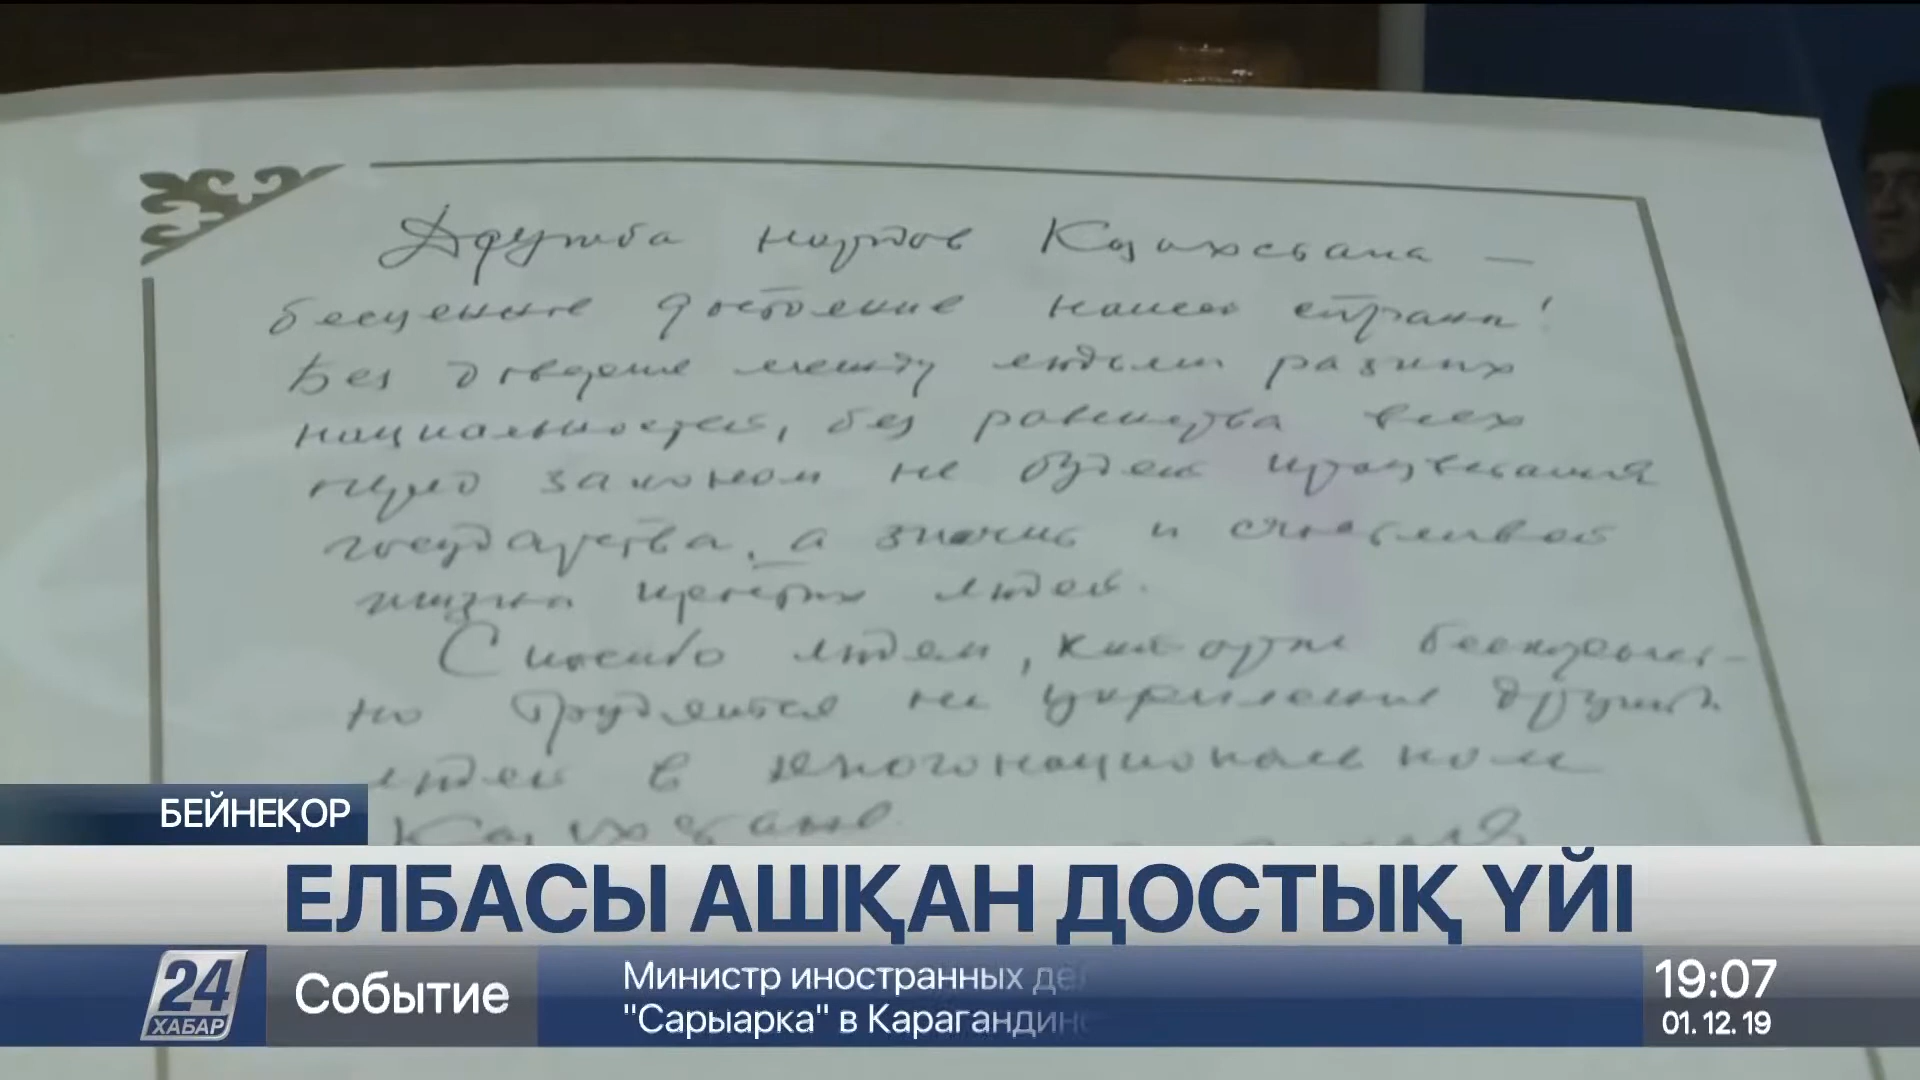 Дружба народов Казахстана —
бесценное достояние нашей страны!
Без доверия между людьми разных
национальностей, без равенства всех
перед законом не будет процветания
государства, а значит и счастливой
жизни простых людей.
Спасибо людям, которые бескорыст-
но трудятся на укрепление дружбы
людей в многонациональном
Казахстане.
БЕЙНЕҚОР
ЕЛБАСЫ АШҚАН ДОСТЫҚ ҮЙІ
24
ХАБАР
Событие
Министр иностранных дел
"Сарыарка" в Карагандинс
19:07
01.12.19